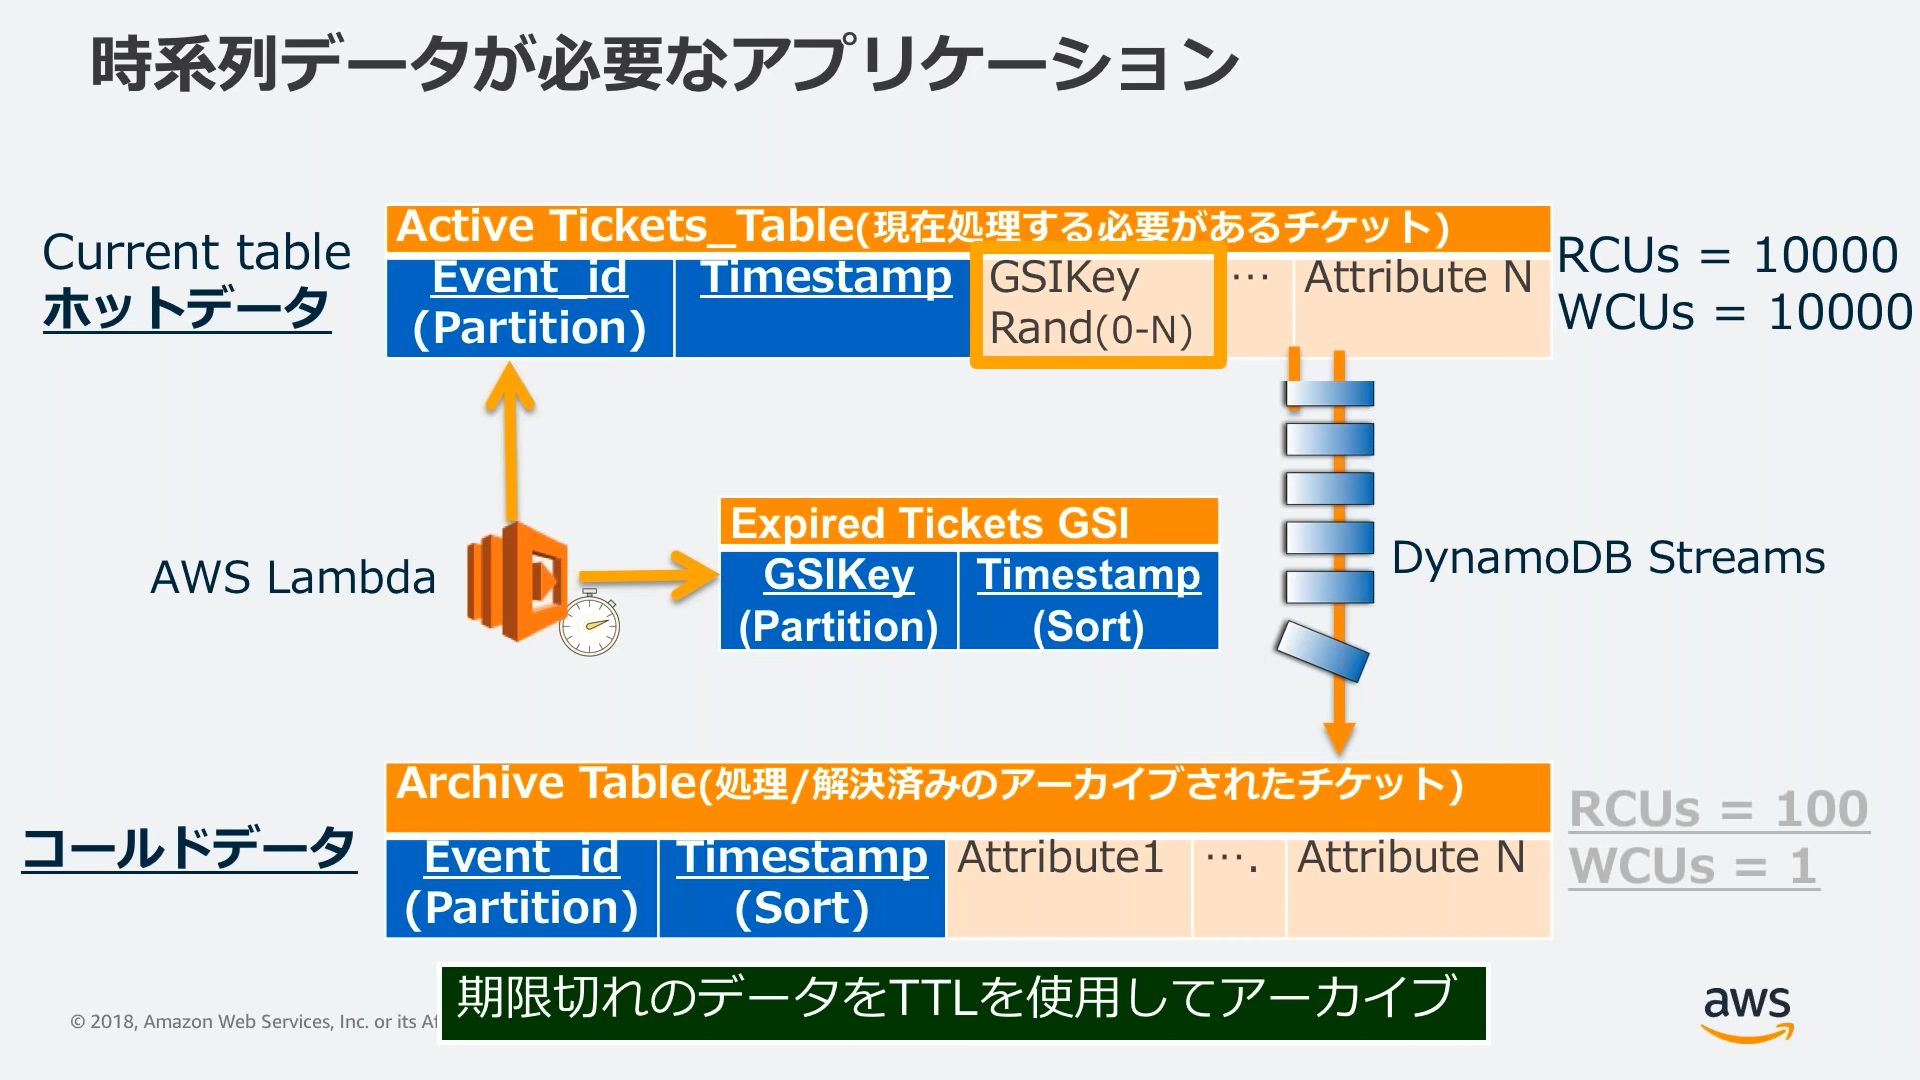 時系列データが必要なアプリケーション
Current table
ホットデータ
Active Tickets_Table(現在処理する必要があるチケット)
Event_id
(Partition)
Timestamp
GSIKey
Rand(0-N)
…
Attribute N
RCUs = 10000
WCUs = 10000
AWS Lambda
Expired Tickets GSI
GSIKey
(Partition)
Timestamp
(Sort)
DynamoDB Streams
コールドデータ
Archive Table(処理/解決済みのアーカイブされたチケット)
Event_id
(Partition)
Timestamp
(Sort)
Attribute1
….
Attribute N
RCUs = 100
WCUs = 1
期限切れのデータをTTLを使用してアーカイブ
© 2018, Amazon Web Services, Inc. or its
aws